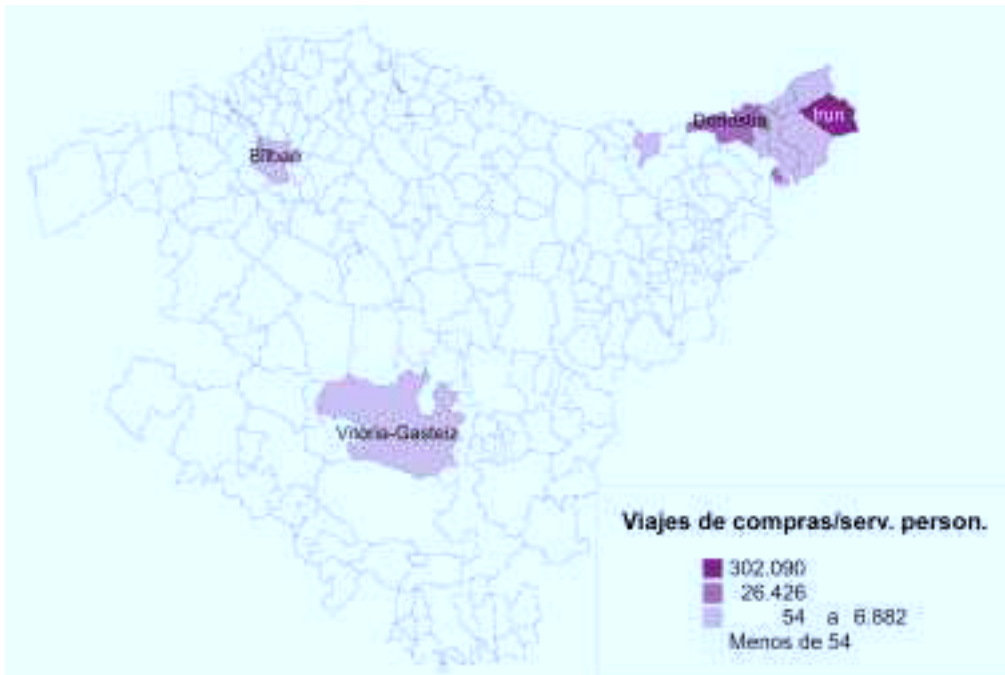 Donostia
Irun
Bilbao
Vitoria-Gasteiz
Viajes de compras/serv. person.
302.090
26.426
54 a 6.882
Menos de 54